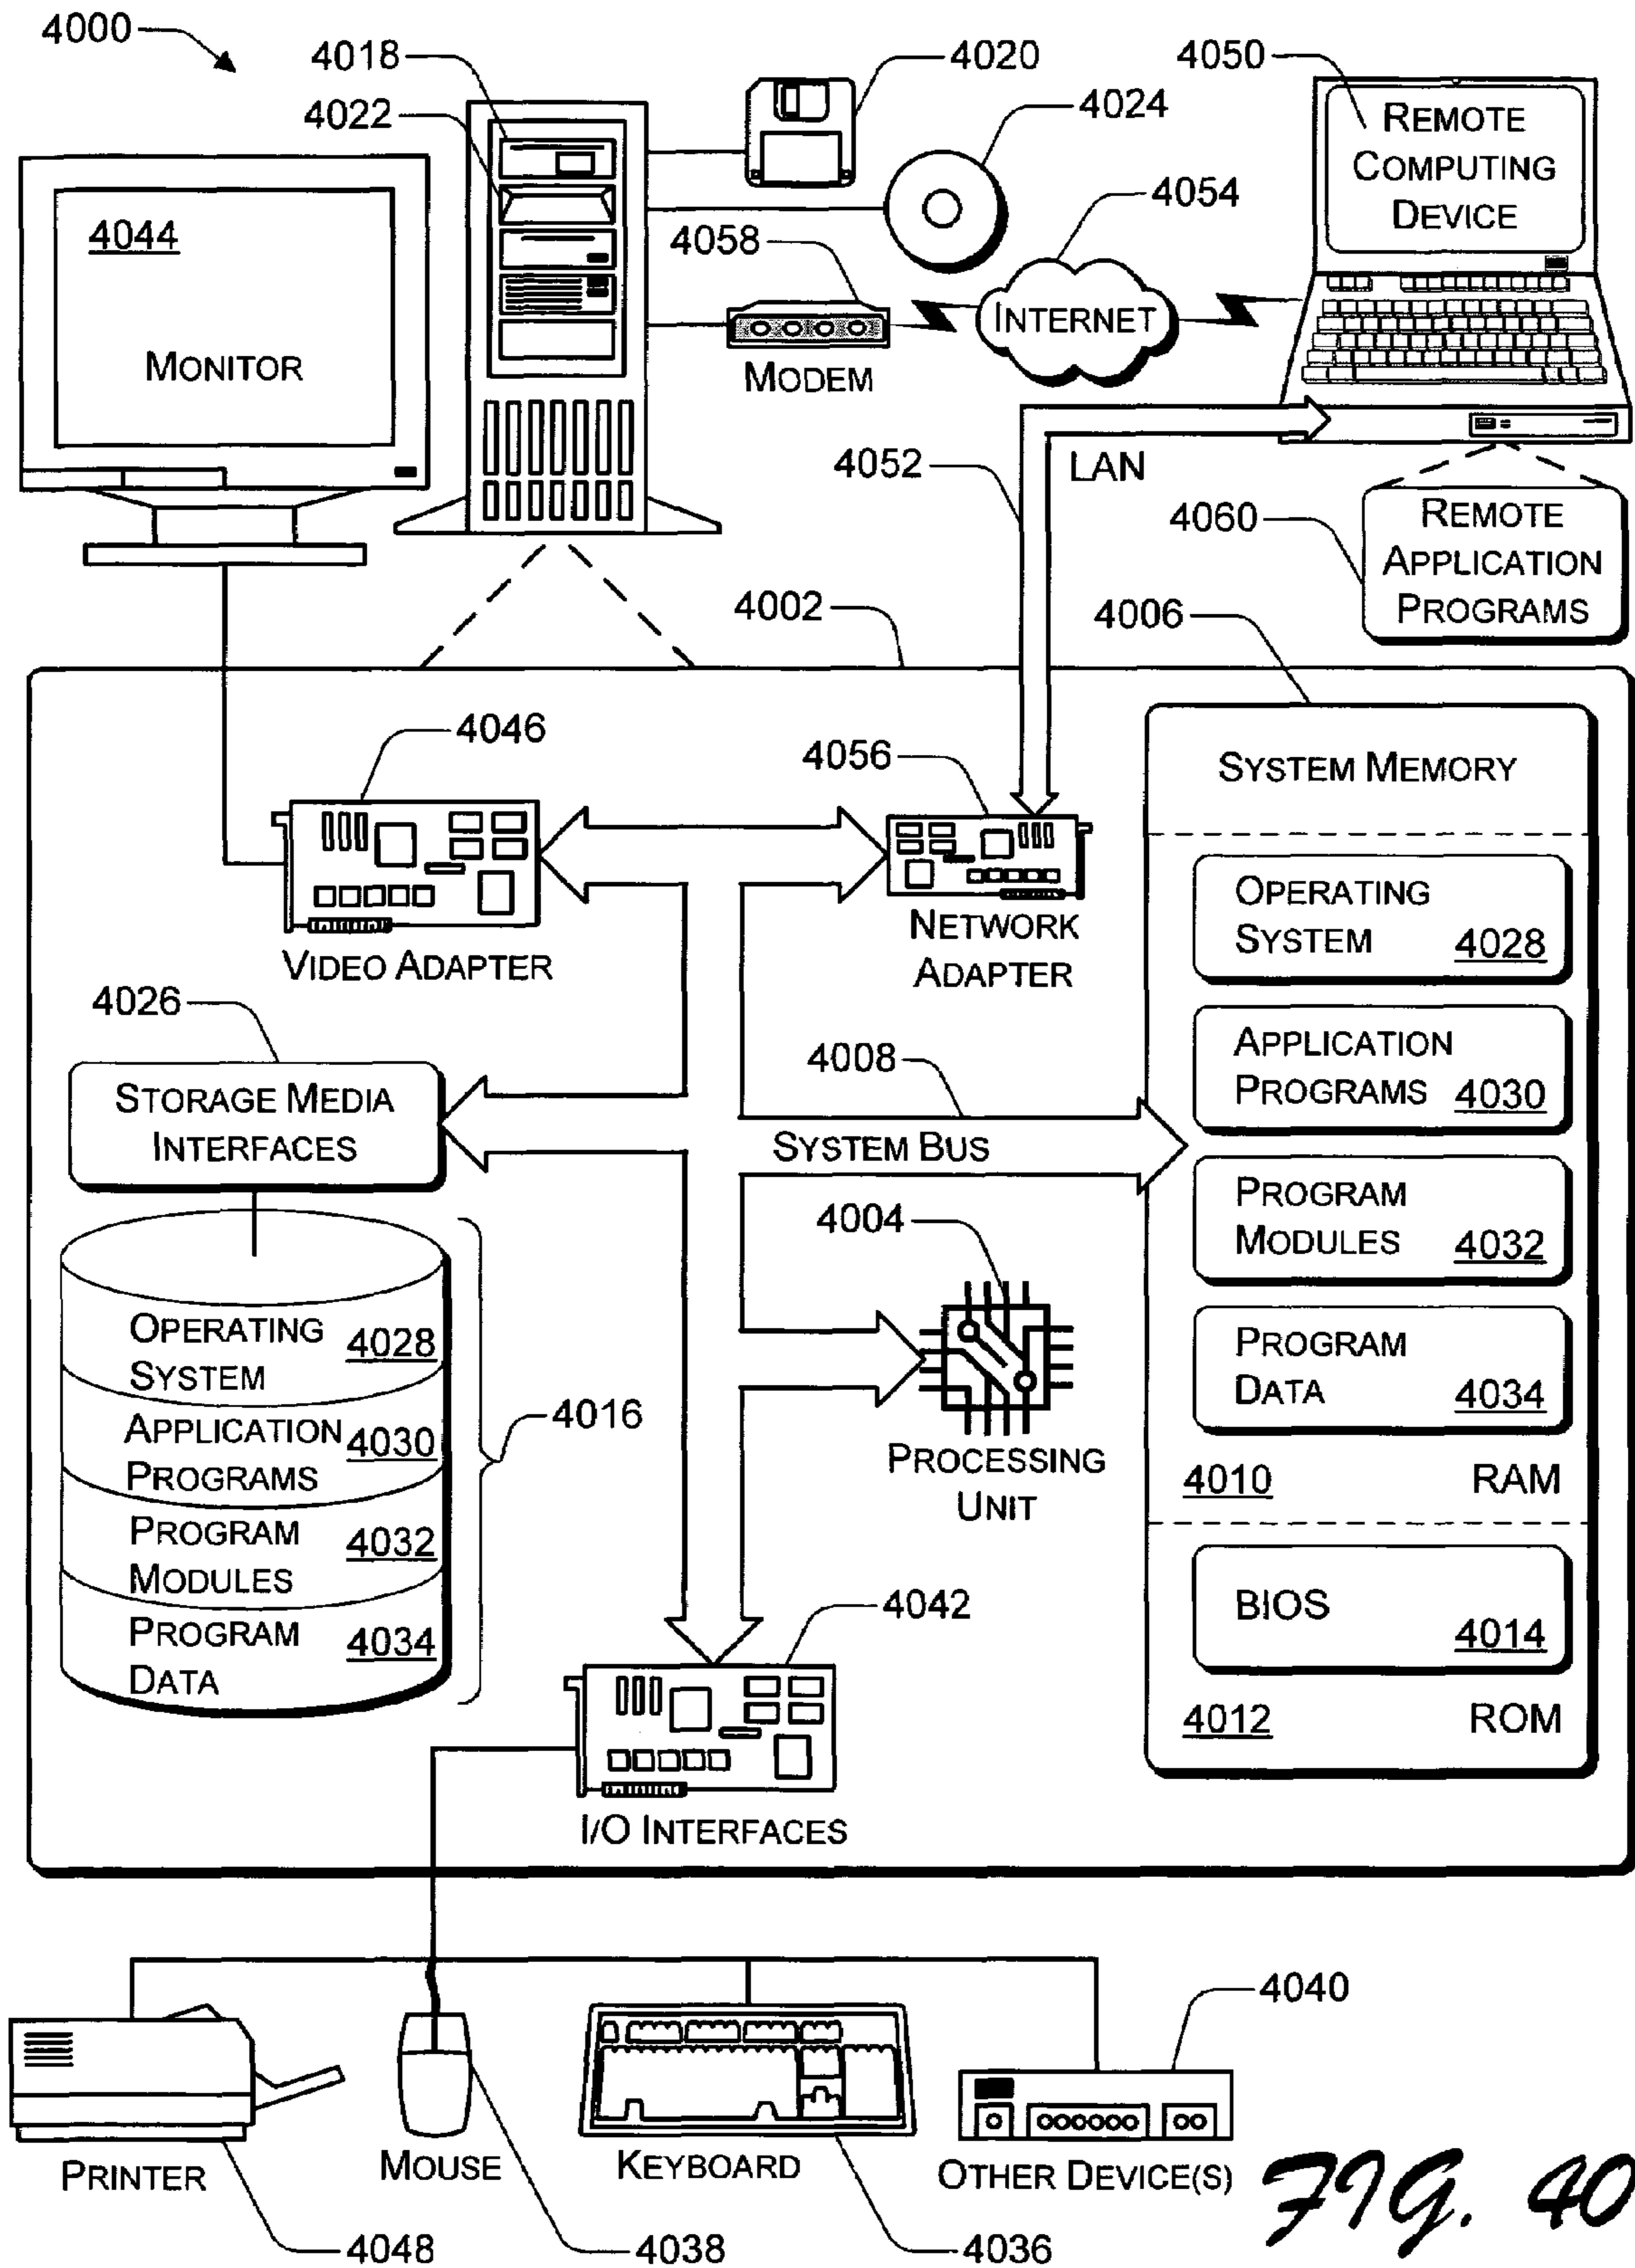 4000
4018
4020
4050
4022
4024
REMOTE
COMPUTING
DEVICE
4054
4044
4058
INTERNET
MONITOR
MODEM
4052
LAN
4060
REMOTE
APPLICATION
PROGRAMS
4002
4006
4046
4056
SYSTEM MEMORY
VIDEO ADAPTER
NETWORK
ADAPTER
OPERATING
SYSTEM 4028
4026
APPLICATION
PROGRAMS 4030
4008
STORAGE MEDIA
INTERFACES
SYSTEM BUS
PROGRAM
MODULES 4032
4004
OPERATING
SYSTEM 4028
PROGRAM
DATA 4034
APPLICATION
PROGRAMS 4030
4016
PROCESSING
UNIT
4010 RAM
PROGRAM
MODULES 4032
BIOS
4014
4042
PROGRAM
DATA 4034
4012 ROM
I/O INTERFACES
4040
PRINTER
MOUSE
KEYBOARD
OTHER DEVICE(S)
4048
4038
4036
FIG. 40